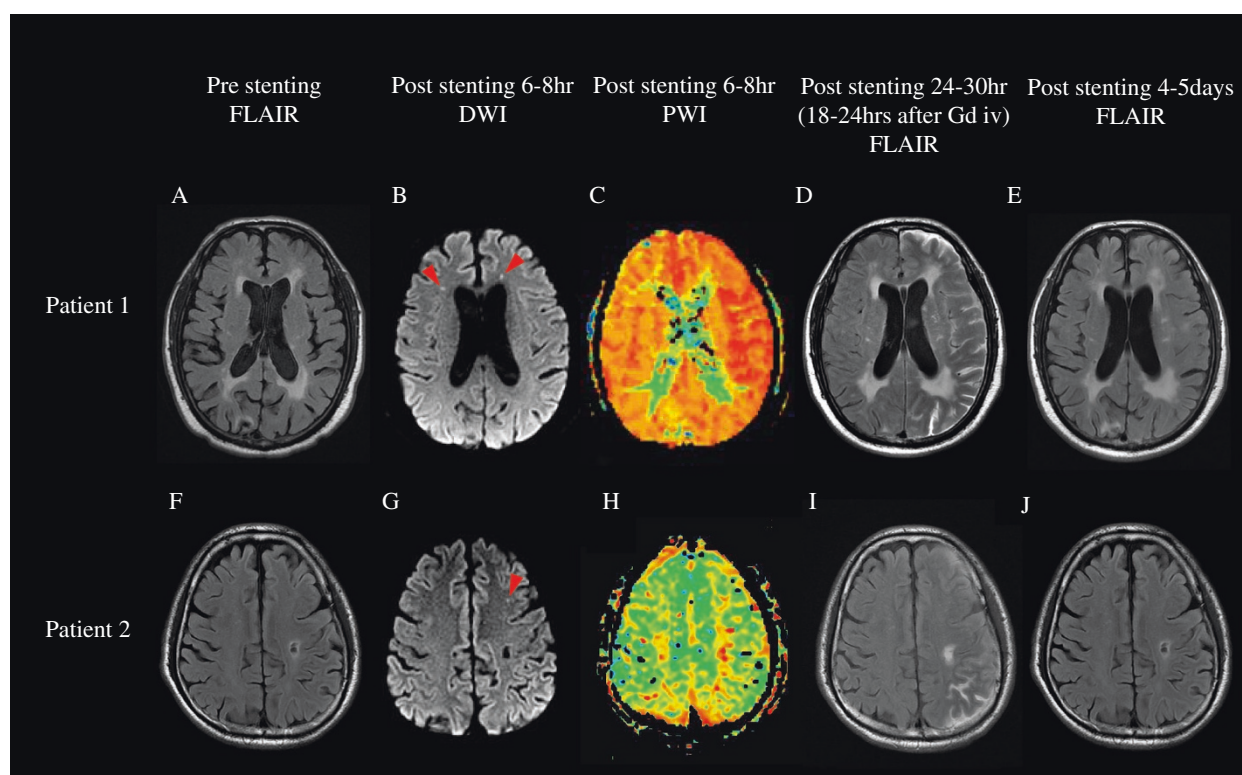 Pre stenting
FLAIR
Post stenting 6-8hr
DWI
Post stenting 6-8hr
PWI
Post stenting 24-30hr
(18-24hrs after Gd iv)
FLAIR
Post stenting 4-5days
FLAIR
A
B
C
D
E
Patient 1
F
G
H
I
J
Patient 2